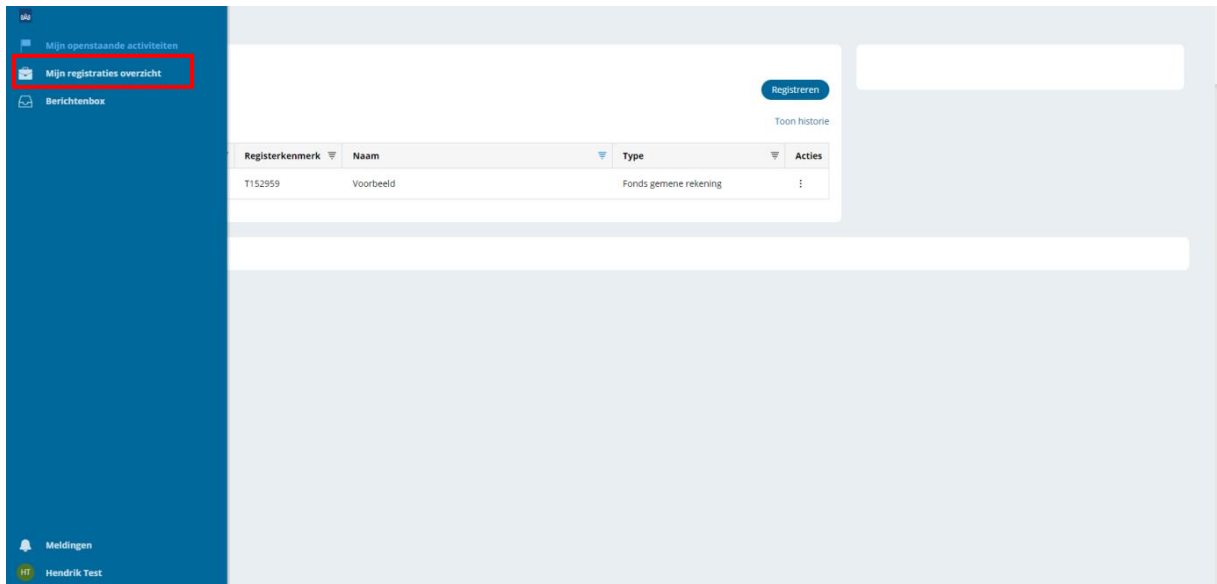 Mijn openstaande activiteiten
Mijn registraties overzicht
Berichtenbox
Registreren
Toon historie
Registerkenmerk Naam Type Acties
T152959 Voorbeeld Fonds gemene rekening
Meldingen
HT Hendrik Test